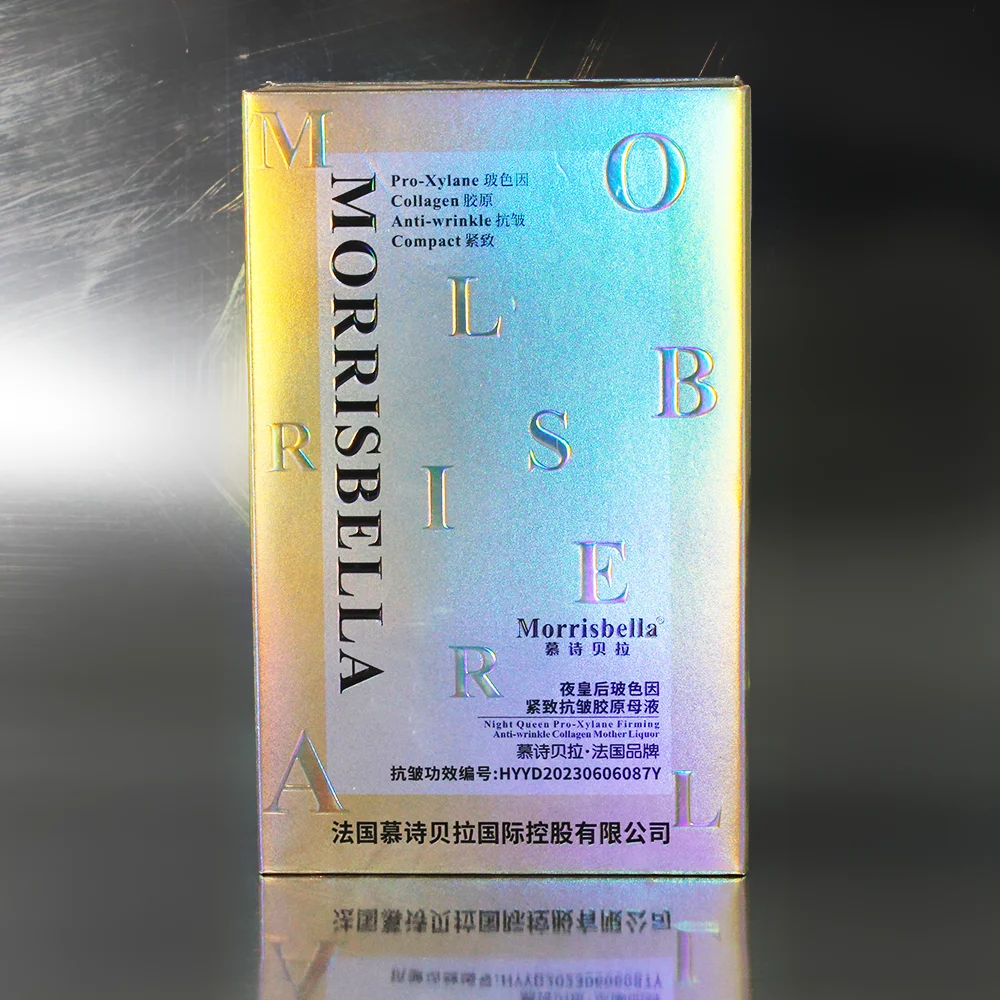 M
O
Pro-Xylane 玻色因
Collagen 胶原
Anti-wrinkle 抗皱
Compact 紧致
MORRISBELLA
L
B
R
S
I
E
Morrisbella®
慕诗贝拉
R
夜皇后玻色因
紧致抗皱胶原母液
Night Queen Pro-Xylane Firming
Anti-wrinkle Collagen Mother Liquor
慕诗贝拉·法国品牌
抗皱功效编号:HYYD20230606087Y
A
L
法国慕诗贝拉国际控股有限公司